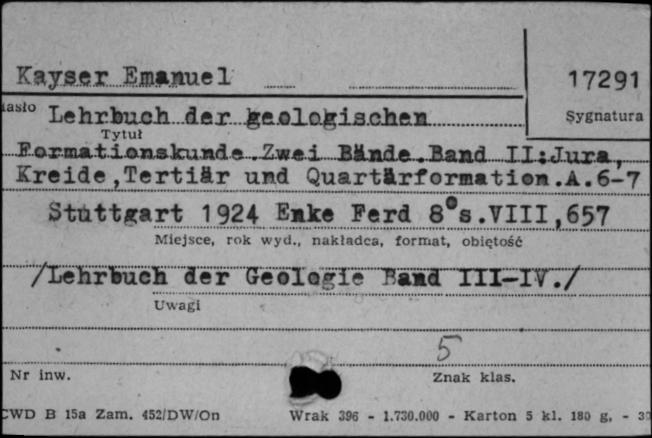 Kayser Emanuel
17291
Lehrbuch der geologischen
Sygnatura
Tytuł
Formationskunde.Zwei Bände.Band II:Jura,
Kreide,Tertiär und Quartärformation.A.6-7
Stuttgart 1924 Enke Ferd 8°s.VIII,657
Miejsce, rok wyd., nakładca, format, obiętość
/Lehrbuch der Geologie Band III-IV./
Uwagi
5
Nr inw.
Znak klas.
CWD B 15a Zam. 452/DW/On Wrak 396 - 1.730.000 - Karton 5 kl. 180 g, -